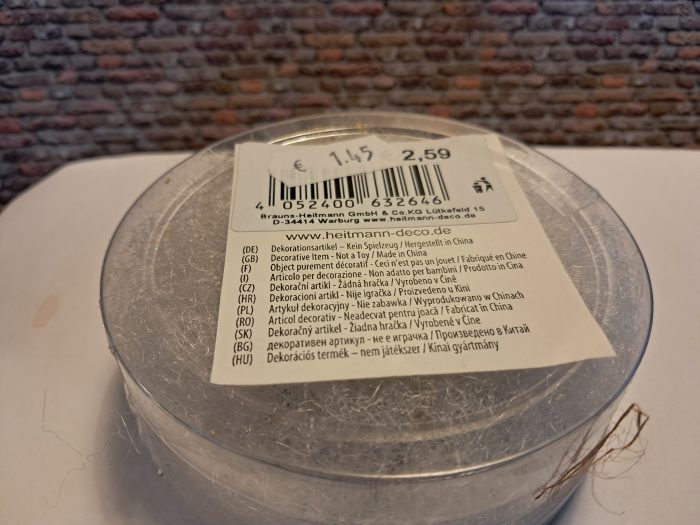 € 1.45 € 2,59
4 052400 632646
Brauns-Heitmann GmbH & Co.KG Lütkefeld 15
D-34414 Warburg www.heitmann-deco.de
www.heitmann-deco.de
(DE) Dekorationsartikel – Kein Spielzeug / Hergestellt in China
(GB) Decorative Item - Not a Toy / Made in China
(F) Object purement décoratif - Ceci n'est pas un jouet / Fabriqué en Chine
(I) Articolo per decorazione - Non adatto per bambini / Prodotto in Cina
(CZ) Dekorační artikl - Žádná hračka / Vyrobeno v Číně
(HR) Dekoracioni artikl - Nije igračka / Proizvedeno u Kini
(PL) Artykuł dekoracyjny - Nie zabawka / Wyprodukowano w Chinach
(RO) Articol decorativ - Neadecvat pentru joacă / Fabricat în China
(SK) Dekoračný artikel - Žiadna hračka / Vyrobené v Číne
(BG) декоративен артикул - не е играчка / Произведено в Китай
(HU) Dekorációs termék – nem játékszer / Kínai gyártmány